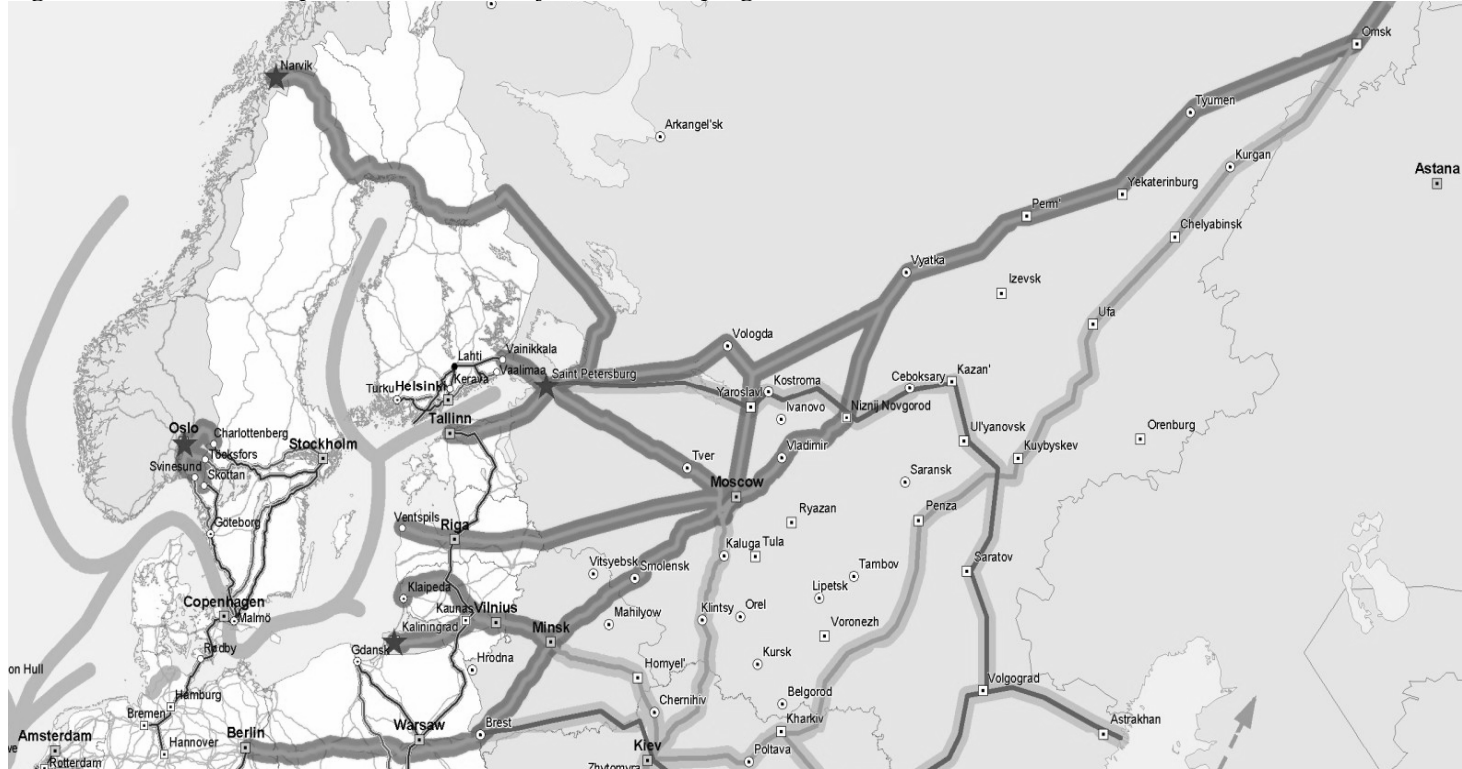 Omsk
Narvik
Tyumen
Arkangel'sk
Kurgan
Astana
Yekaterinburg
Perm'
Chelyabinsk
Vyatka
Izevsk
Ufa
Vologda
Lahti
Vainikkala
Vaalimaa
Saint Petersburg
Turku
Helsinki
Kerava
Kostroma
Ceboksary
Kazan'
Yaroslavl
Ivanovo
Niznij Novgorod
Tallinn
Oslo
Charlottenberg
Stockholm
Töcksfors
Svinesund
Skottan
Ul'yanovsk
Orenburg
Vladimir
Kuybyskev
Tver
Saransk
Moscow
Penza
Göteborg
Ventspils
Riga
Ryazan
Kaluga
Tula
Vitsyebsk
Smolensk
Tambov
Saratov
Klaipeda
Lipetsk
Copenhagen
Malmö
Kaunas
Vilnius
Mahilyow
Klintsy
Orel
Kaliningrad
Minsk
Voronezh
Gdansk
Rødby
Hrodna
Homyel'
Kursk
on Hull
Volgograd
Hamburg
Chernihiv
Belgorod
Bremen
Brest
Kharkiv
Astrakhan
Amsterdam
Hannover
Berlin
Warsaw
Kiev
Poltava
Rotterdam
Zhytomyra